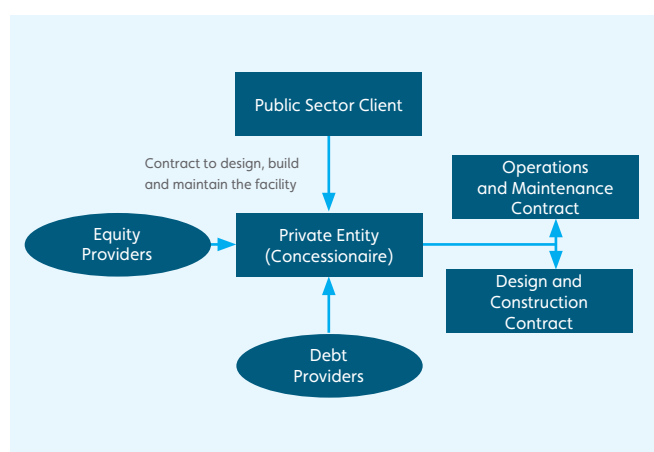 Public Sector Client
Contract to design, build
and maintain the facility
Operations
and Maintenance
Contract
Equity
Providers
Private Entity
(Concessionaire)
Design and
Construction
Contract
Debt
Providers